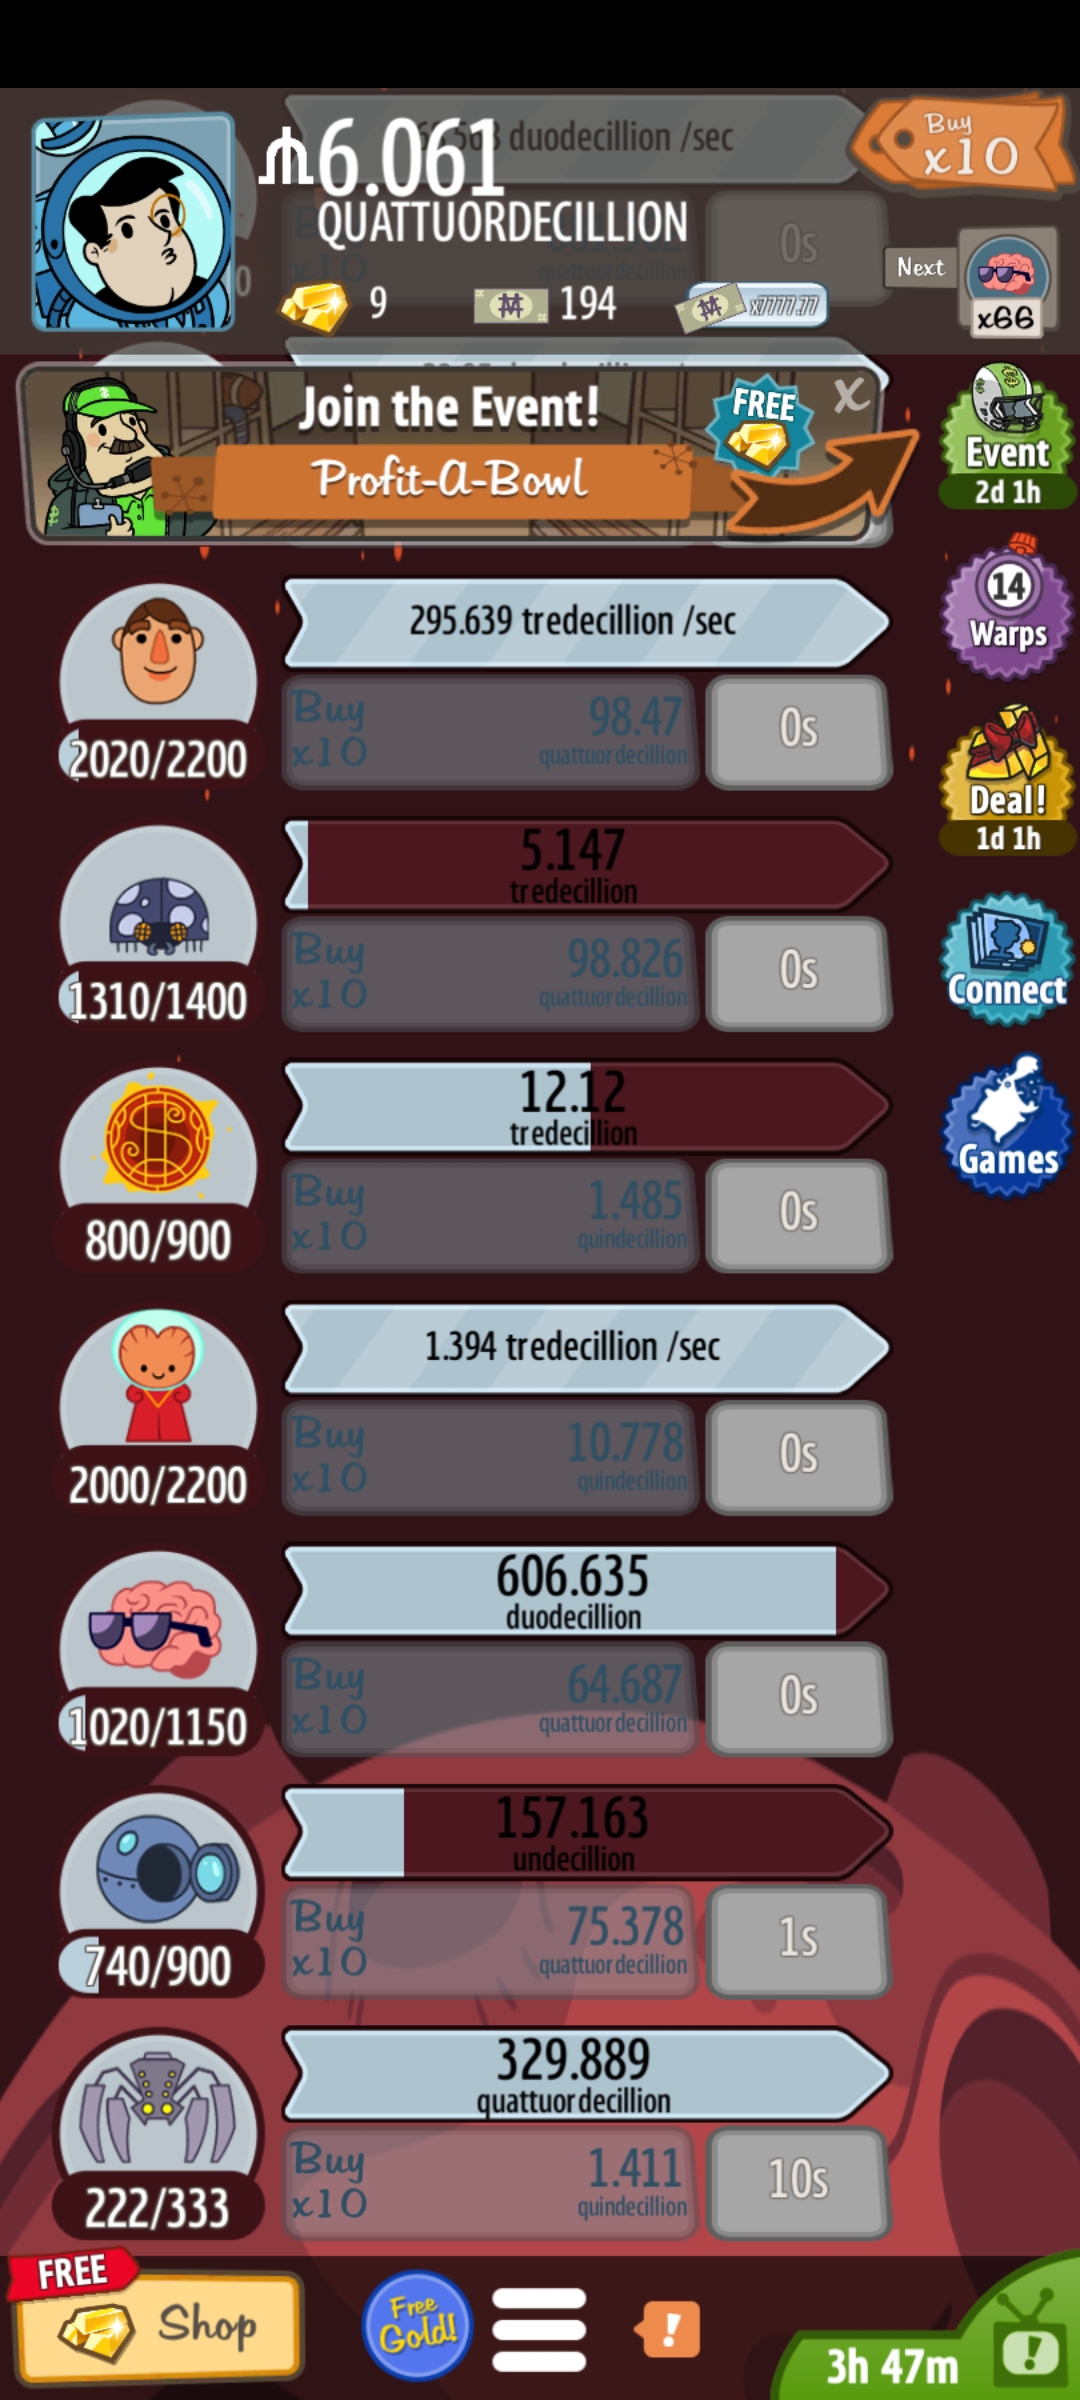 duodecillion /sec
6.061
QUATTUORDECILLION
Buy
x10
0s
9
194
x7777.77
Next
x66
Join the Event!
Profit-A-Bowl
FREE
X
Event
2d 1h
295.639 tredecillion /sec
Buy
x10
98.47
quattuordecillion
0s
2020/2200
14
Warps
Deal!
1d 1h
5.147
tredecillion
Buy
x10
98.826
quattuordecillion
0s
1310/1400
Connect
12.12
tredecillion
Buy
x10
1.485
quindecillion
0s
800/900
Games
1.394 tredecillion /sec
Buy
x10
10.778
quindecillion
0s
2000/2200
606.635
duodecillion
Buy
x10
64.687
quattuordecillion
0s
1020/1150
157.163
undecillion
Buy
x10
75.378
quattuordecillion
1s
740/900
329.889
quattuordecillion
Buy
x10
1.411
quindecillion
10s
222/333
FREE
Shop
Free
Gold!
!
3h 47m
!